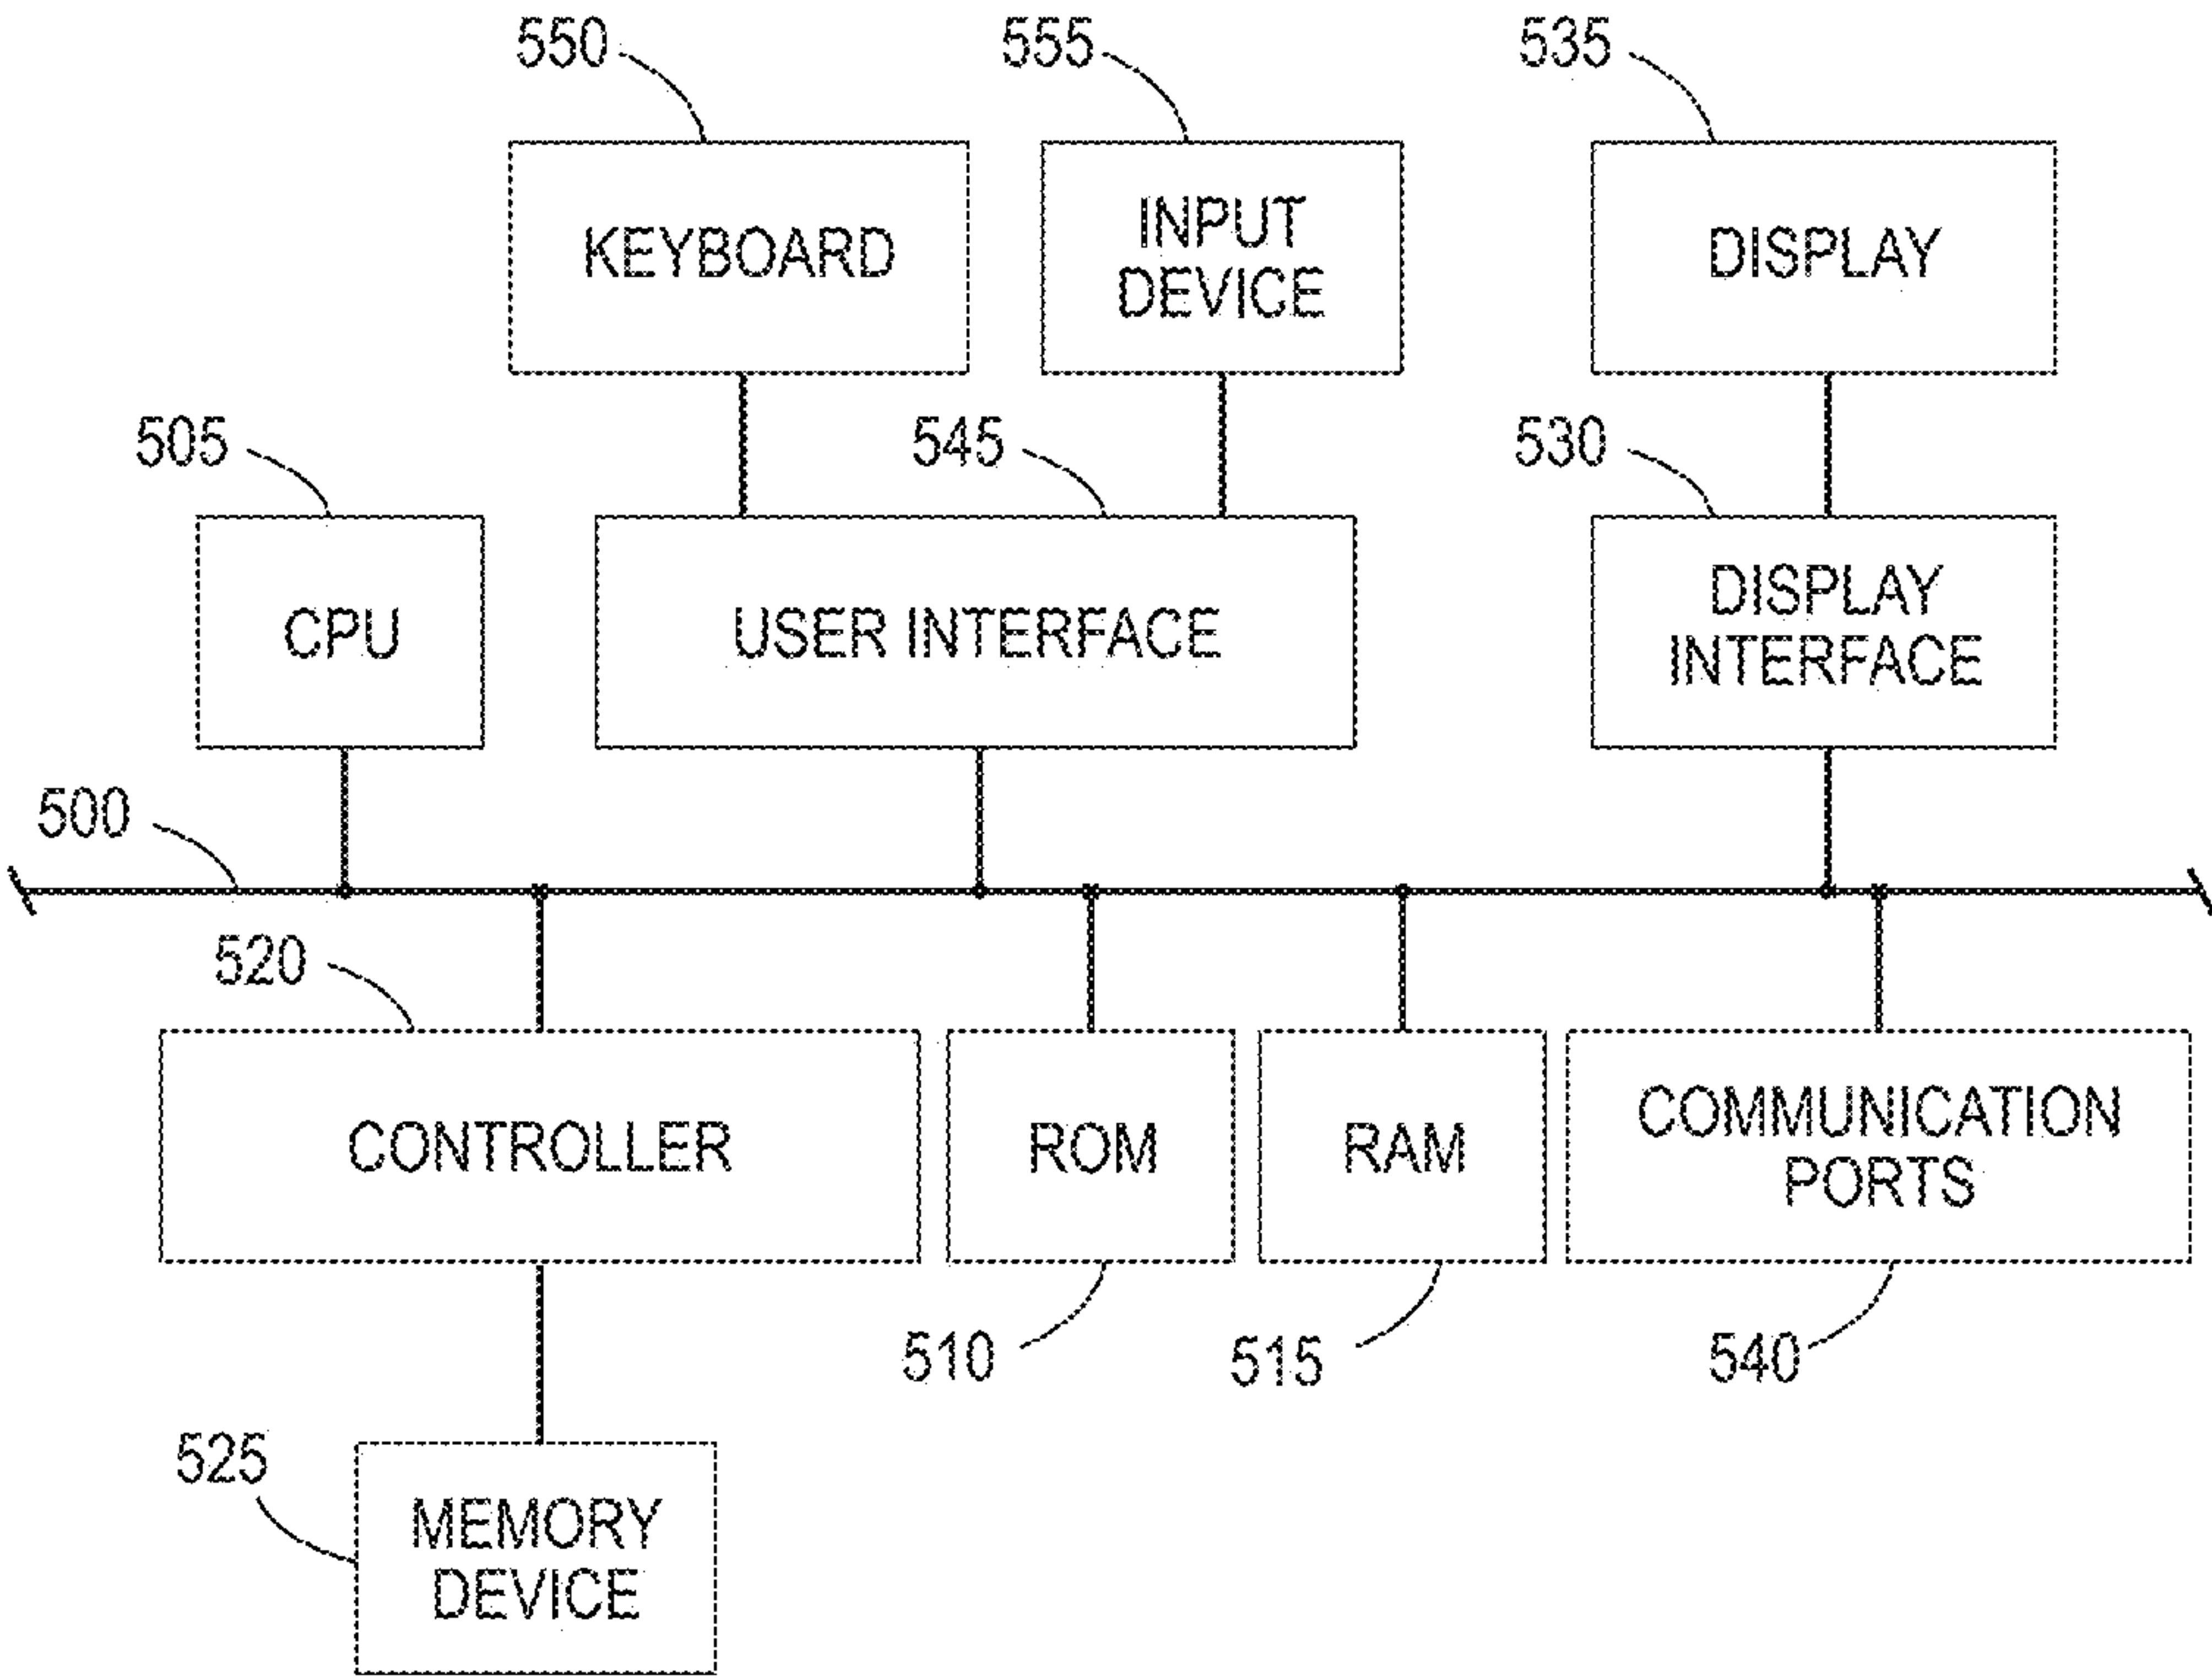 550
555
535
KEYBOARD
INPUT
DEVICE
DISPLAY
505
545
530
CPU
USER INTERFACE
DISPLAY
INTERFACE
500
520
CONTROLLER
ROM
RAM
COMMUNICATION
PORTS
510
515
540
525
MEMORY
DEVICE